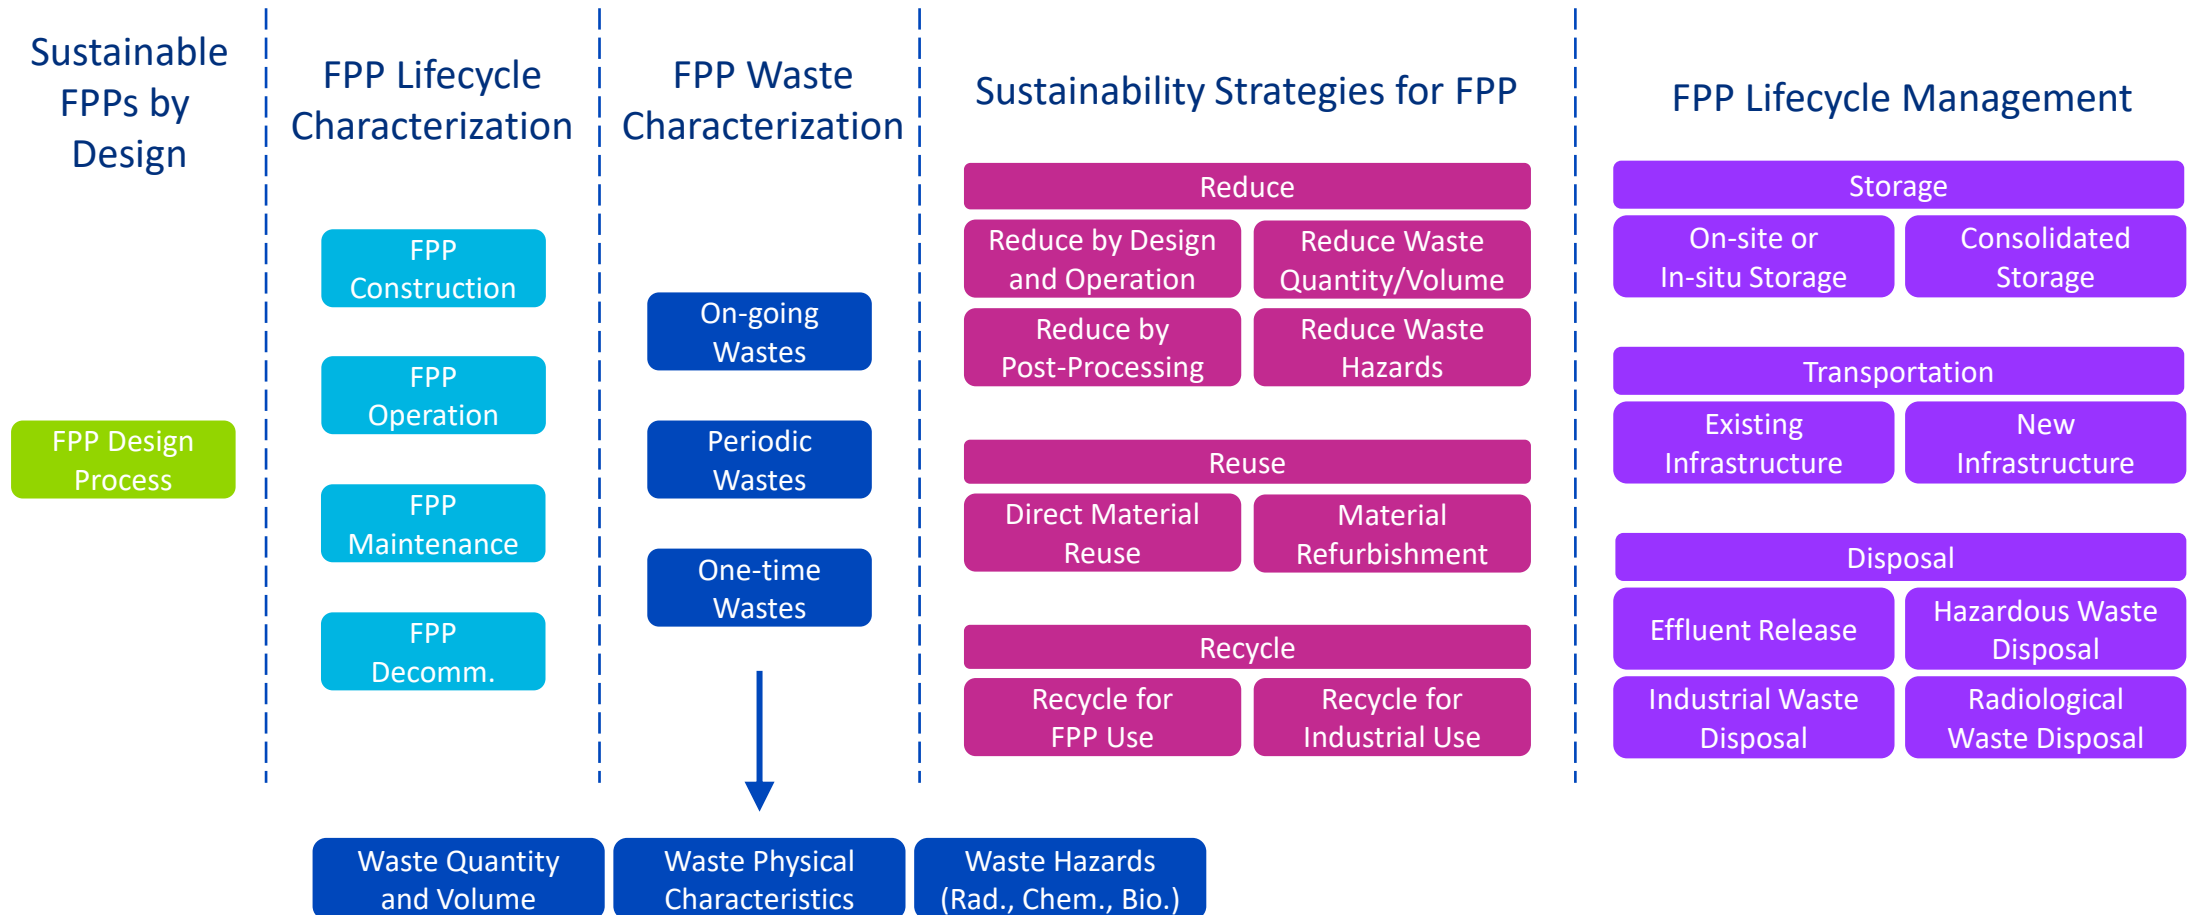 Sustainable
FPPs by
Design
FPP Design
Process
FPP Lifecycle
Characterization
FPP
Construction
FPP
Operation
FPP
Maintenance
FPP
Decomm.
FPP Waste
Characterization
On-going
Wastes
Periodic
Wastes
One-time
Wastes
Waste Quantity
and Volume
Waste Physical
Characteristics
Waste Hazards
(Rad., Chem., Bio.)
Sustainability Strategies for FPP
Reduce
Reduce by Design
and Operation
Reduce Waste
Quantity/Volume
Reduce by
Post-Processing
Reduce Waste
Hazards
Reuse
Direct Material
Reuse
Material
Refurbishment
Recycle
Recycle for
FPP Use
Recycle for
Industrial Use
FPP Lifecycle Management
Storage
On-site or
In-situ Storage
Consolidated
Storage
Transportation
Existing
Infrastructure
New
Infrastructure
Disposal
Effluent Release
Hazardous Waste
Disposal
Industrial Waste
Disposal
Radiological
Waste Disposal